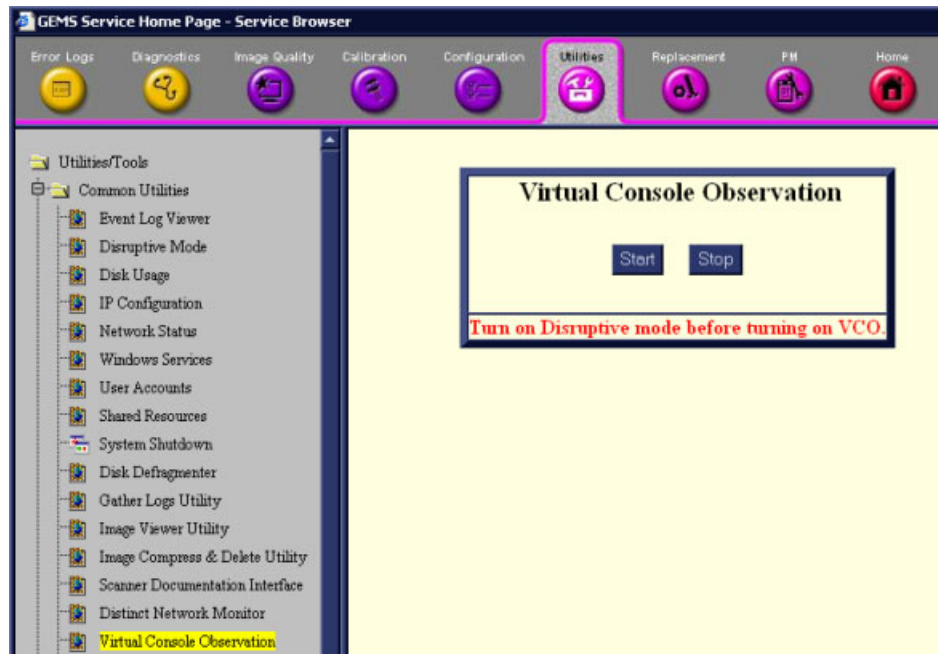 GEMS Service Home Page - Service Browser
Error Logs Diagnostics Image Quality Calibration Configuration Utilities Replacement PM Home
Utilities/Tools
Common Utilities
Event Log Viewer
Disruptive Mode
Disk Usage
IP Configuration
Network Status
Windows Services
User Accounts
Shared Resources
System Shutdown
Disk Defragmenter
Gather Logs Utility
Image Viewer Utility
Image Compress & Delete Utility
Scanner Documentation Interface
Distinct Network Monitor
Virtual Console Observation
Virtual Console Observation
Start Stop
Turn on Disruptive mode before turning on VCO.